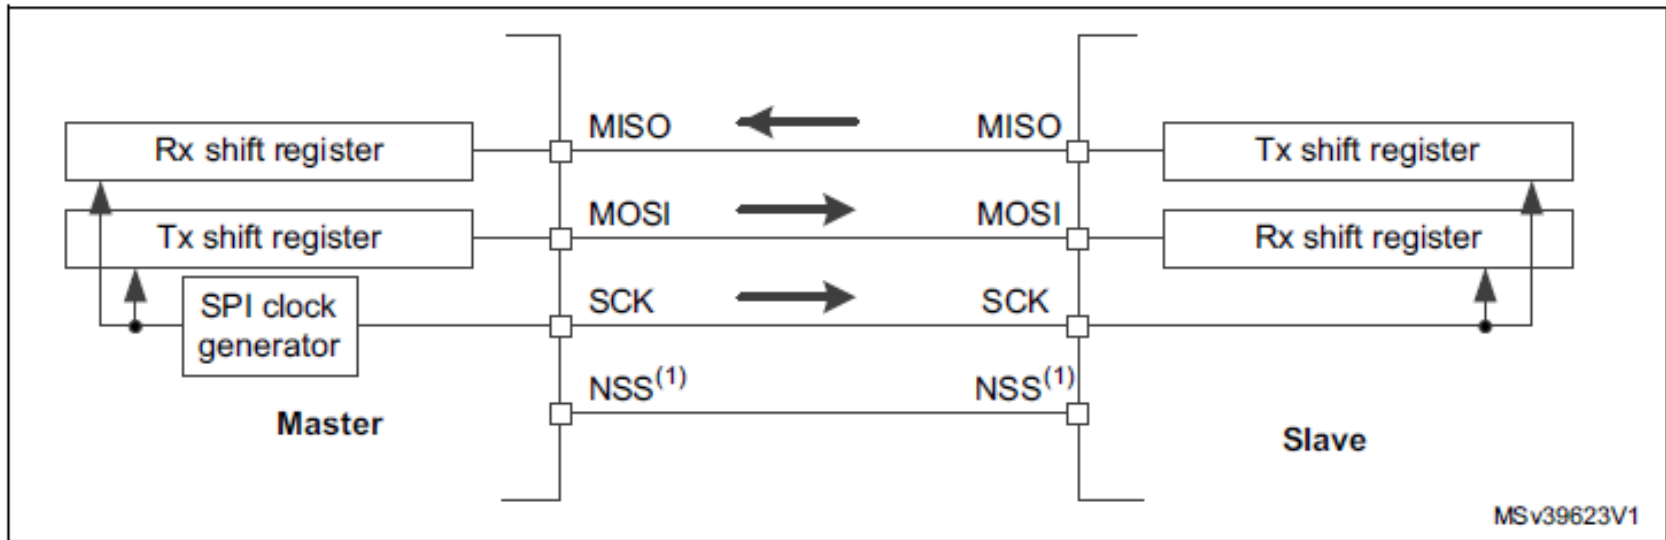 MISO MISO
Rx shift register Tx shift register
MOSI MOSI
Tx shift register Rx shift register
SPI clock
generator
SCK SCK
NSS(1) NSS(1)
Master Slave
MSv39623V1